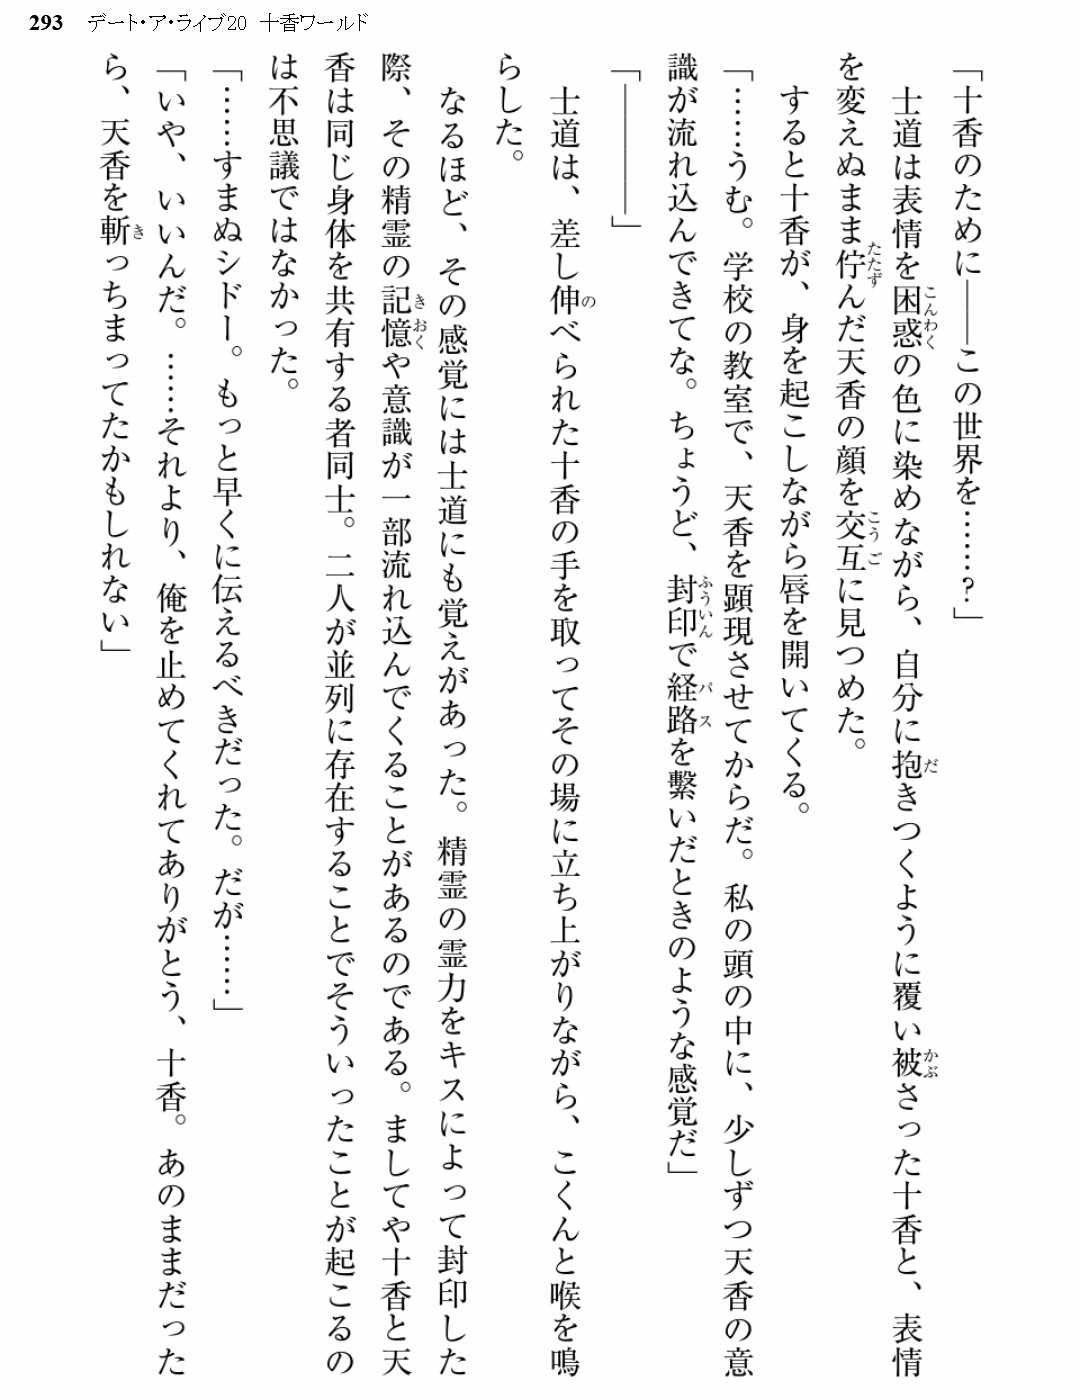 293 デート・ア・ライブ20 十香ワールド
「十香のために――この世界を……?」
　士道は表情を困惑の色に染めながら、自分に抱きつくように覆い被さった十香と、表情
を変えぬまま佇んだ天香の顔を交互に見つめた。
　すると十香が、身を起こしながら唇を開いてくる。
「……うむ。学校の教室で、天香を顕現させてからだ。私の頭の中に、少しずつ天香の意
識が流れ込んできてな。ちょうど、封印で経路を繋いだときのような感覚だ」
「――――」
　士道は、差し伸べられた十香の手を取ってその場に立ち上がりながら、こくんと喉を鳴
らした。
　なるほど、その感覚には士道にも覚えがあった。精霊の霊力をキスによって封印した
際、その精霊の記憶や意識が一部流れ込んでくることがあるのである。ましてや十香と天
香は同じ身体を共有する者同士。二人が並列に存在することでそういったことが起こるの
は不思議ではなかった。
「……すまぬシドー。もっと早くに伝えるべきだった。だが……」
「いや、いいんだ。……それより、俺を止めてくれてありがとう、十香。あのままだった
ら、天香を斬っちまってたかもしれない」